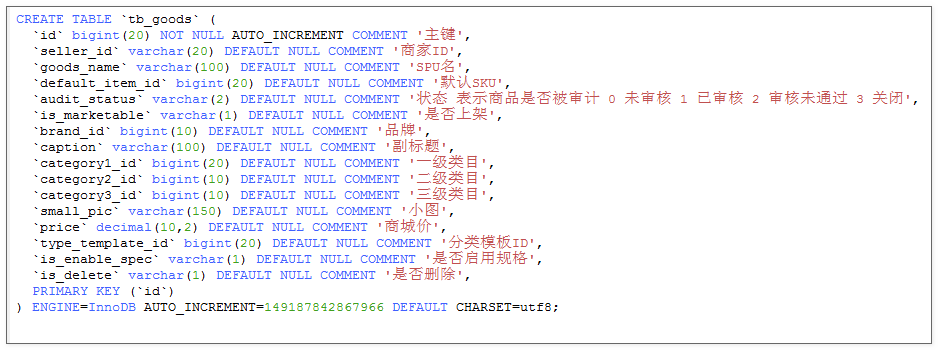 CREATE TABLE `tb_goods` (
`id` bigint(20) NOT NULL AUTO_INCREMENT COMMENT '主键',
`seller_id` varchar(20) DEFAULT NULL COMMENT '商家ID',
`goods_name` varchar(100) DEFAULT NULL COMMENT 'SPU名',
`default_item_id` bigint(20) DEFAULT NULL COMMENT '默认SKU',
`audit_status` varchar(2) DEFAULT NULL COMMENT '状态 表示商品是否被审计 0 未审核 1 已审核 2 审核未通过 3 关闭',
`is_marketable` varchar(1) DEFAULT NULL COMMENT '是否上架',
`brand_id` bigint(10) DEFAULT NULL COMMENT '品牌',
`caption` varchar(100) DEFAULT NULL COMMENT '副标题',
`category1_id` bigint(20) DEFAULT NULL COMMENT '一级类目',
`category2_id` bigint(10) DEFAULT NULL COMMENT '二级类目',
`category3_id` bigint(10) DEFAULT NULL COMMENT '三级类目',
`small_pic` varchar(150) DEFAULT NULL COMMENT '小图',
`price` decimal(10,2) DEFAULT NULL COMMENT '商城价',
`type_template_id` bigint(20) DEFAULT NULL COMMENT '分类模板ID',
`is_enable_spec` varchar(1) DEFAULT NULL COMMENT '是否启用规格',
`is_delete` varchar(1) DEFAULT NULL COMMENT '是否删除',
PRIMARY KEY (`id`)
) ENGINE=InnoDB AUTO_INCREMENT=149187842867966 DEFAULT CHARSET=utf8;